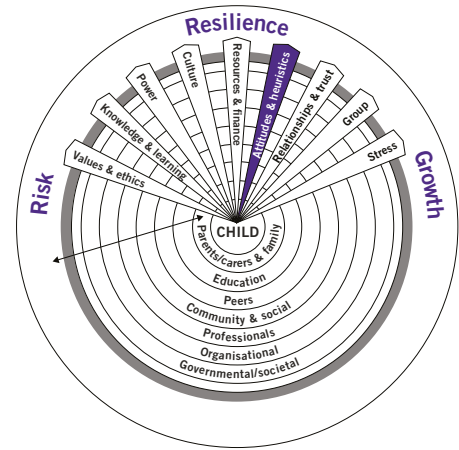 Resilience
Risk
Growth
Values & ethics
Knowledge & learning
Power
Culture
Resources & finance
Attitudes & heuristics
Relationships & trust
Group
Stress
CHILD
Parents/carers & family
Education
Peers
Community & social
Professionals
Organisational
Governmental/societal